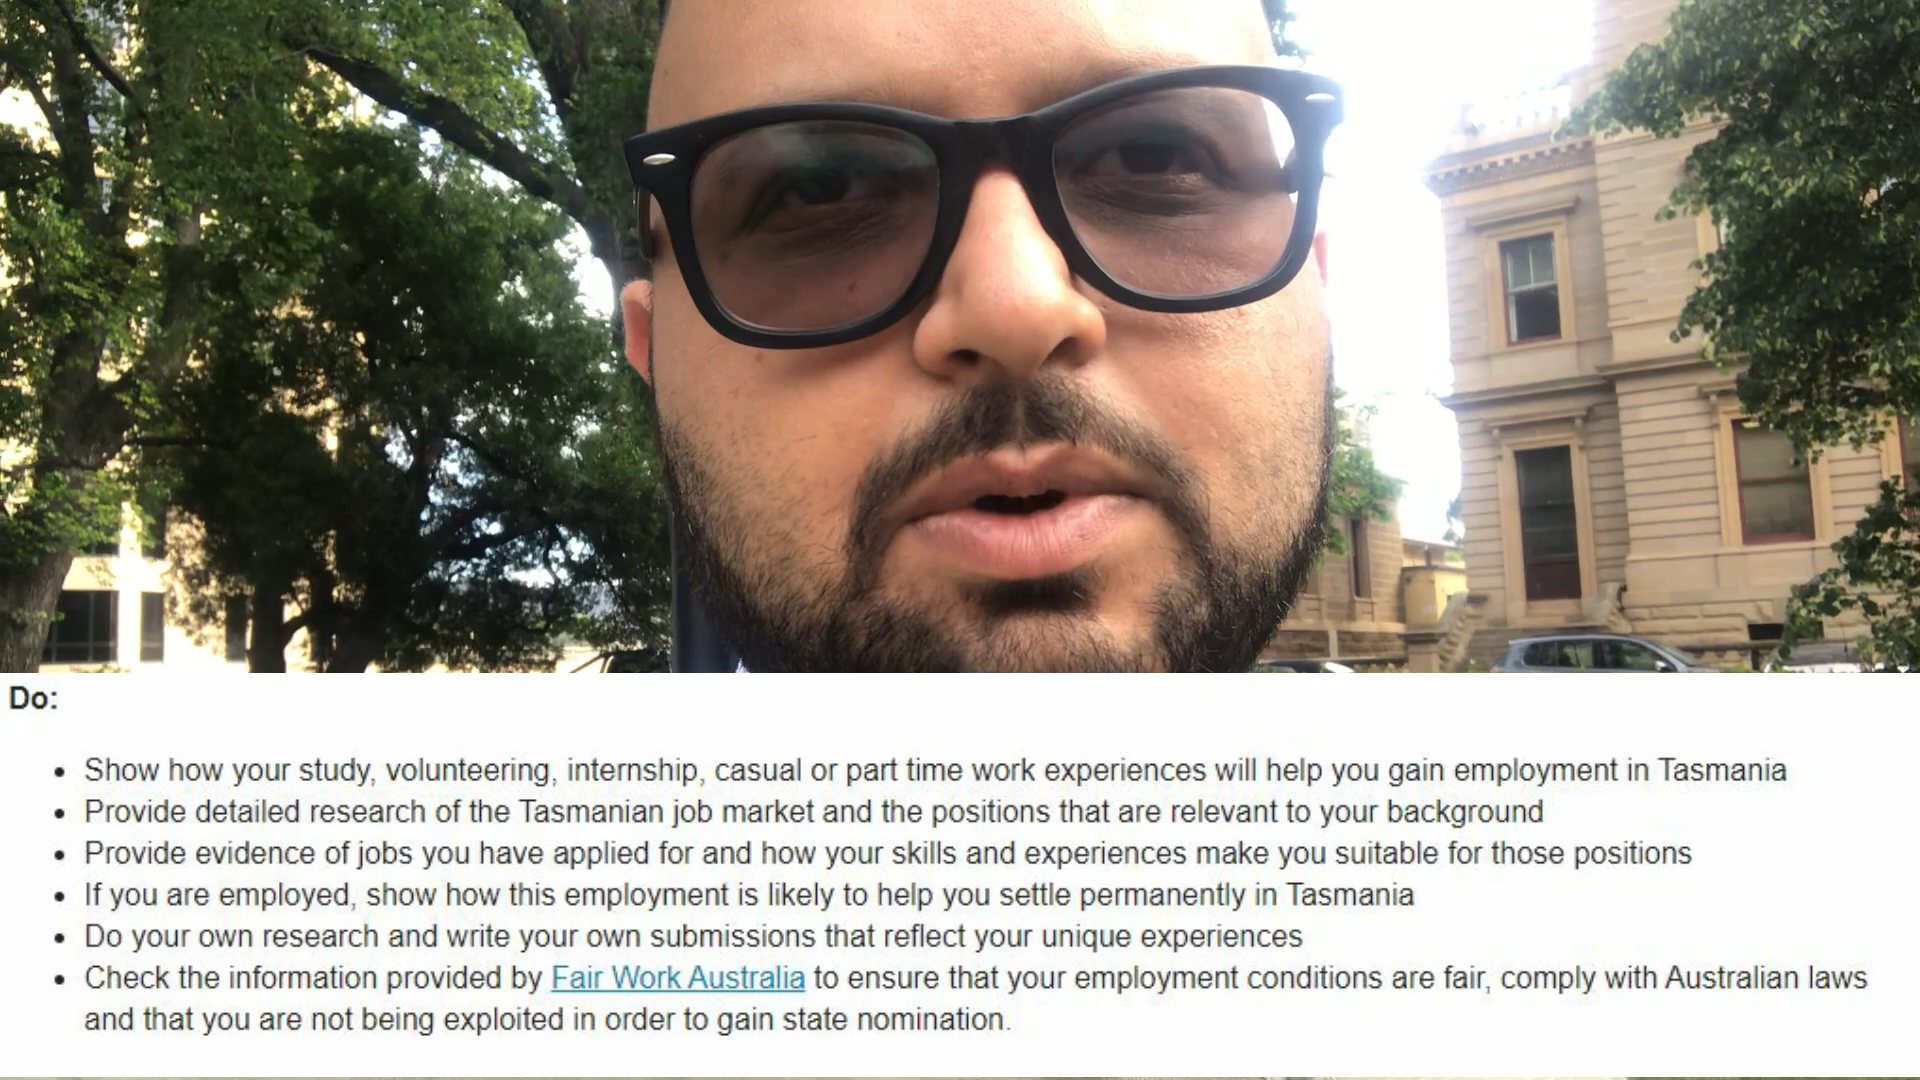 Do:
Show how your study, volunteering, internship, casual or part time work experiences will help you gain employment in Tasmania
Provide detailed research of the Tasmanian job market and the positions that are relevant to your background
Provide evidence of jobs you have applied for and how your skills and experiences make you suitable for those positions
If you are employed, show how this employment is likely to help you settle permanently in Tasmania
Do your own research and write your own submissions that reflect your unique experiences
Check the information provided by Fair Work Australia to ensure that your employment conditions are fair, comply with Australian laws
and that you are not being exploited in order to gain state nomination.